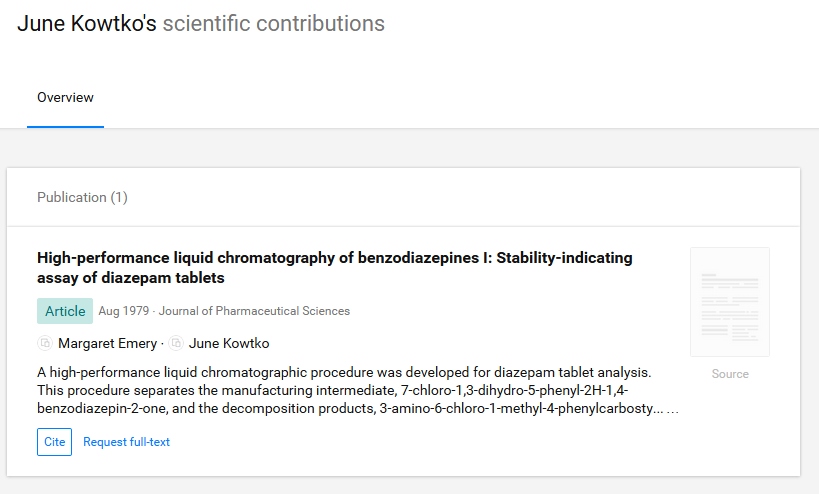 June Kowtko's scientific contributions
Overview
Publication (1)
High-performance liquid chromatography of benzodiazepines I: Stability-indicating
assay of diazepam tablets
Article Aug 1979 · Journal of Pharmaceutical Sciences
Margaret Emery · June Kowtko
A high-performance liquid chromatographic procedure was developed for diazepam tablet analysis.
This procedure separates the manufacturing intermediate, 7-chloro-1,3-dihydro-5-phenyl-2H-1,4-
benzodiazepin-2-one, and the decomposition products, 3-amino-6-chloro-1-methyl-4-phenylcarbosty... ...
Source
Cite Request full-text